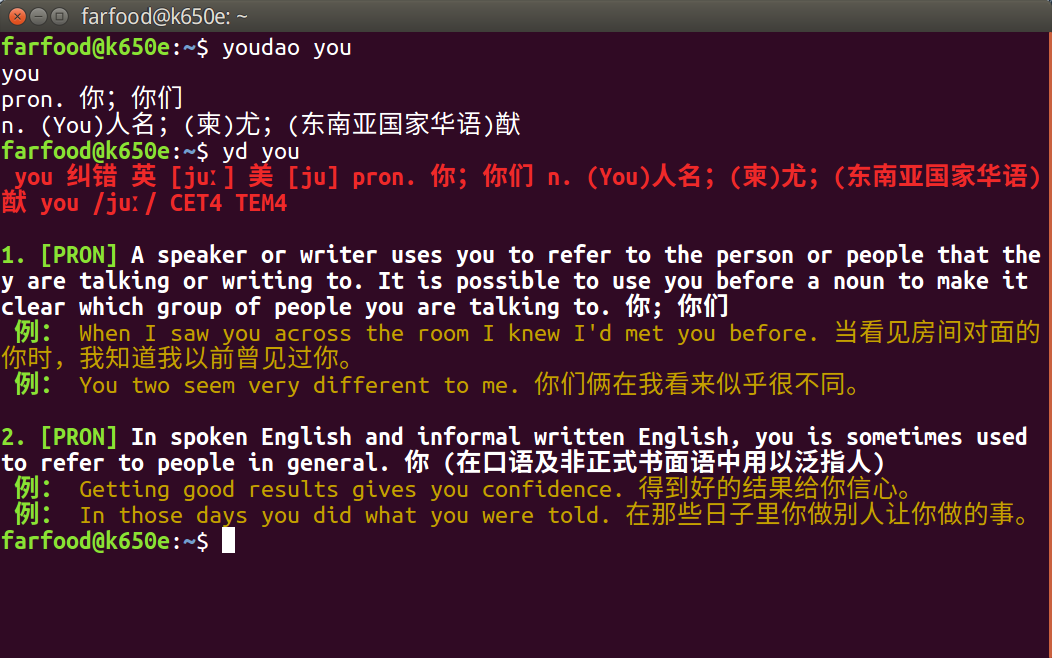 farfood@k650e: ~
farfood@k650e:~$ youdao you
you
pron. 你；你们
n. (You)人名；(柬)尤；(东南亚国家华语)猷
farfood@k650e:~$ yd you
you 纠错 英 [juː] 美 [ju] pron. 你；你们 n. (You)人名；(柬)尤；(东南亚国家华语)
猷 you /juː/ CET4 TEM4
1. [PRON] A speaker or writer uses you to refer to the person or people that the
y are talking or writing to. It is possible to use you before a noun to make it
clear which group of people you are talking to. 你；你们
例： When I saw you across the room I knew I'd met you before. 当看见房间对面的
你时，我知道我以前曾见过你。
例： You two seem very different to me. 你们俩在我看来似乎很不同。
2. [PRON] In spoken English and informal written English, you is sometimes used
to refer to people in general. 你 (在口语及非正式书面语中用以泛指人)
例： Getting good results gives you confidence. 得到好的结果给你信心。
例： In those days you did what you were told. 在那些日子里你做别人让你做的事。
farfood@k650e:~$